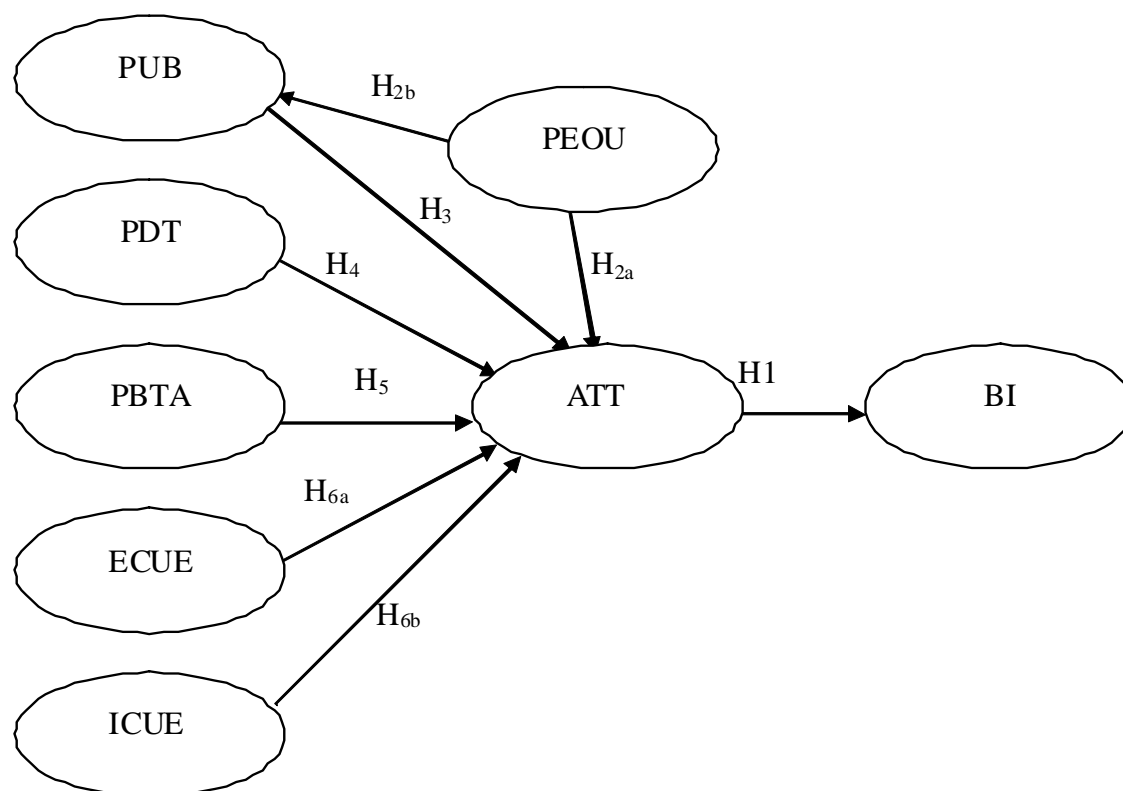 PUB
H2b
PEOU
PDT
H3
H4
H2a
PBTA
H5
ATT
H1
BI
H6a
ECUE
H6b
ICUE